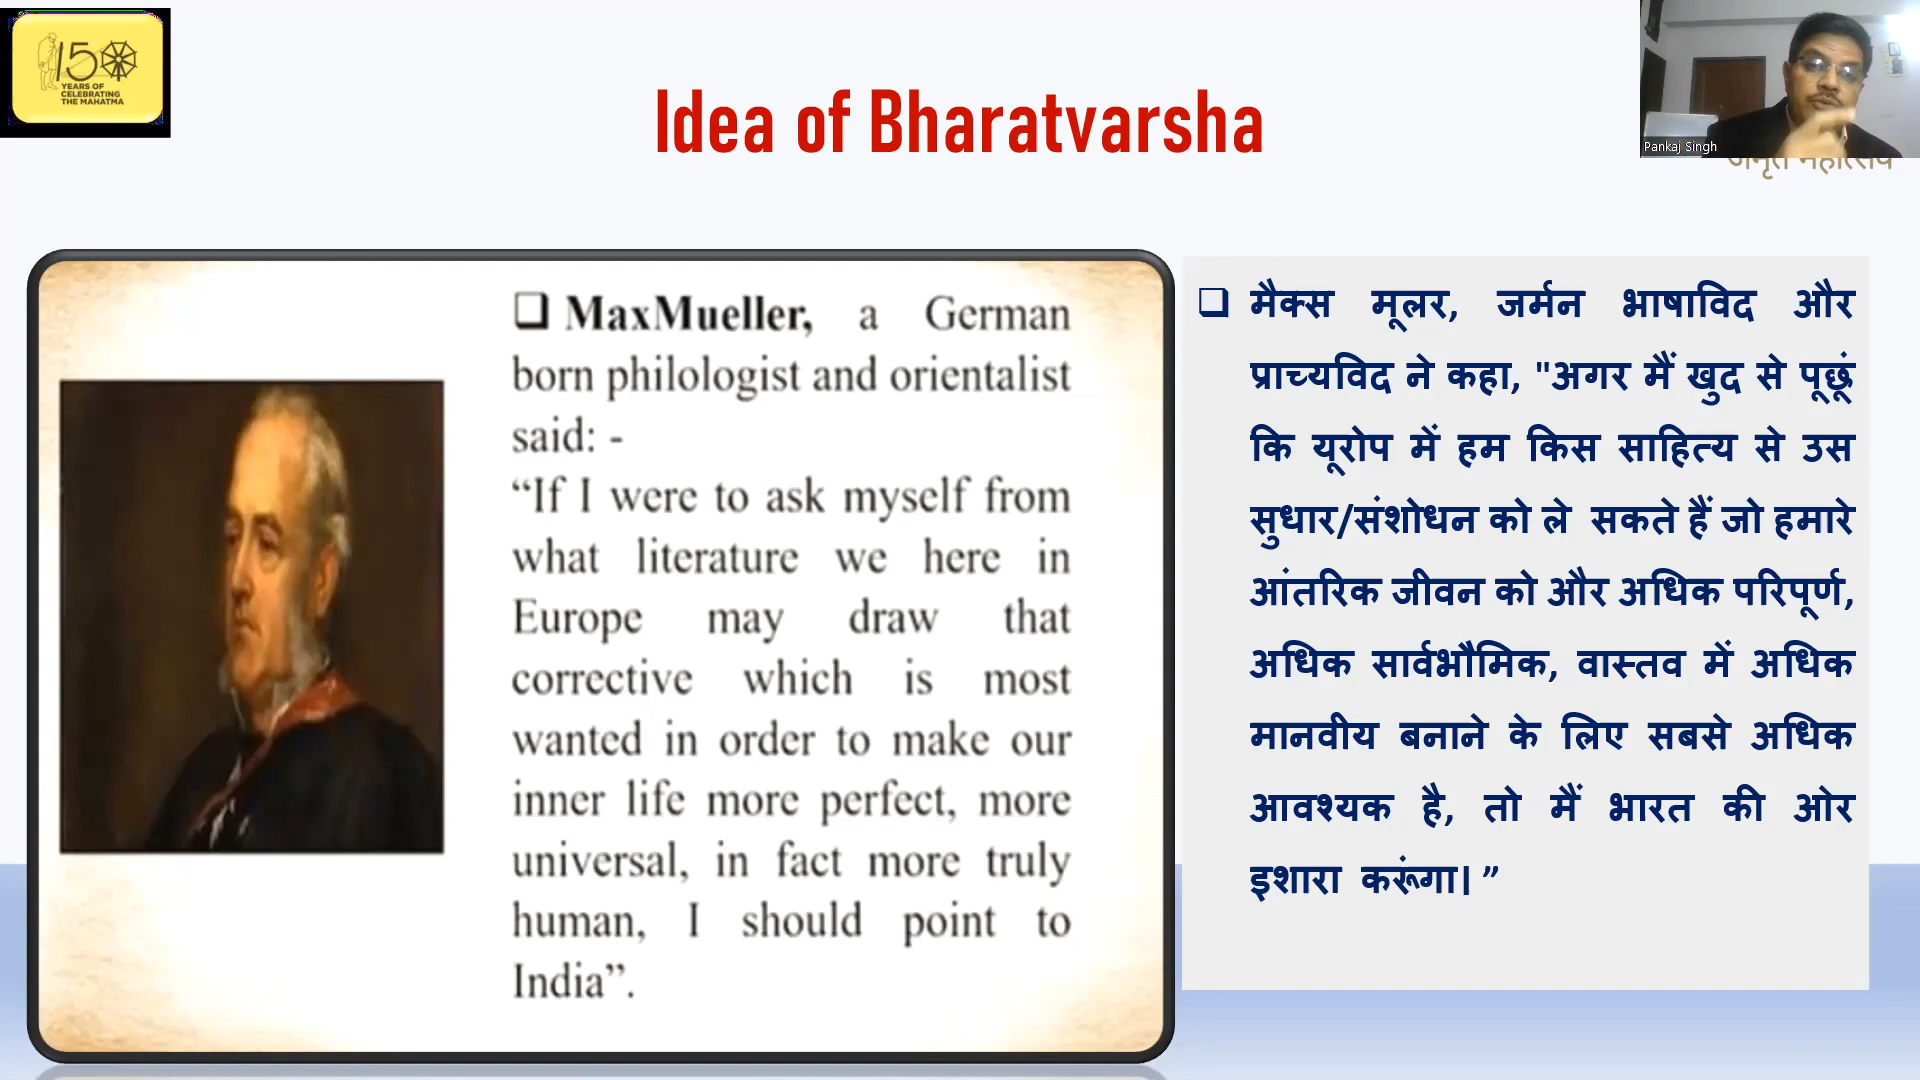 150
YEARS OF
CELEBRATING
THE MAHATMA
Idea of Bharatvarsha
Pankaj Singh
अमृत महोत्सव
❑ MaxMueller, a German
born philologist and orientalist
said: -
“If I were to ask myself from
what literature we here in
Europe may draw that
corrective which is most
wanted in order to make our
inner life more perfect, more
universal, in fact more truly
human, I should point to
India”.
❑ मैक्स मूलर, जर्मन भाषाविद और
प्राच्यविद ने कहा, "अगर मैं खुद से पूछूं
कि यूरोप में हम किस साहित्य से उस
सुधार/संशोधन को ले सकते हैं जो हमारे
आंतरिक जीवन को और अधिक परिपूर्ण,
अधिक सार्वभौमिक, वास्तव में अधिक
मानवीय बनाने के लिए सबसे अधिक
आवश्यक है, तो मैं भारत की ओर
इशारा करूंगा। ”